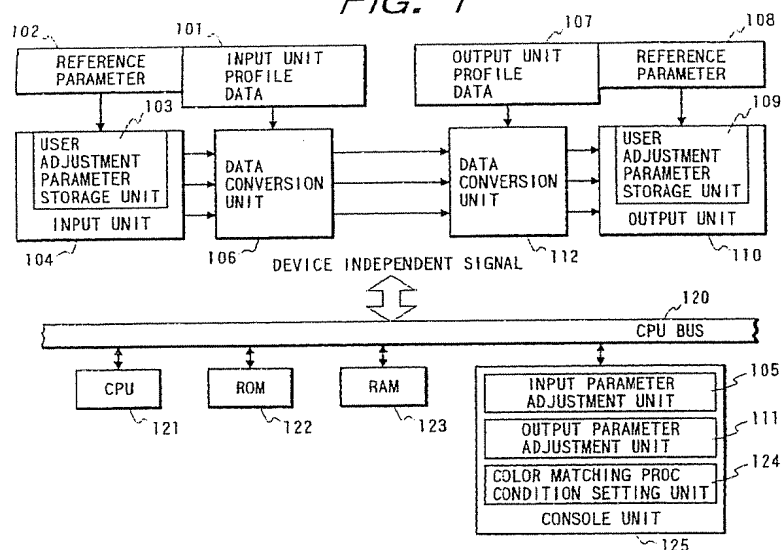 FIG. 1
102
REFERENCE
PARAMETER
101
INPUT UNIT
PROFILE
DATA
107
OUTPUT UNIT
PROFILE
DATA
108
REFERENCE
PARAMETER
103
USER
ADJUSTMENT
PARAMETER
STORAGE UNIT
INPUT UNIT
104
DATA
CONVERSION
UNIT
106
DATA
CONVERSION
UNIT
112
109
USER
ADJUSTMENT
PARAMETER
STORAGE UNIT
OUTPUT UNIT
110
DEVICE INDEPENDENT SIGNAL
120
CPU BUS
CPU
121
ROM
122
RAM
123
INPUT PARAMETER
ADJUSTMENT UNIT
105
OUTPUT PARAMETER
ADJUSTMENT UNIT
111
COLOR MATCHING PROC
CONDITION SETTING UNIT
124
CONSOLE UNIT
125